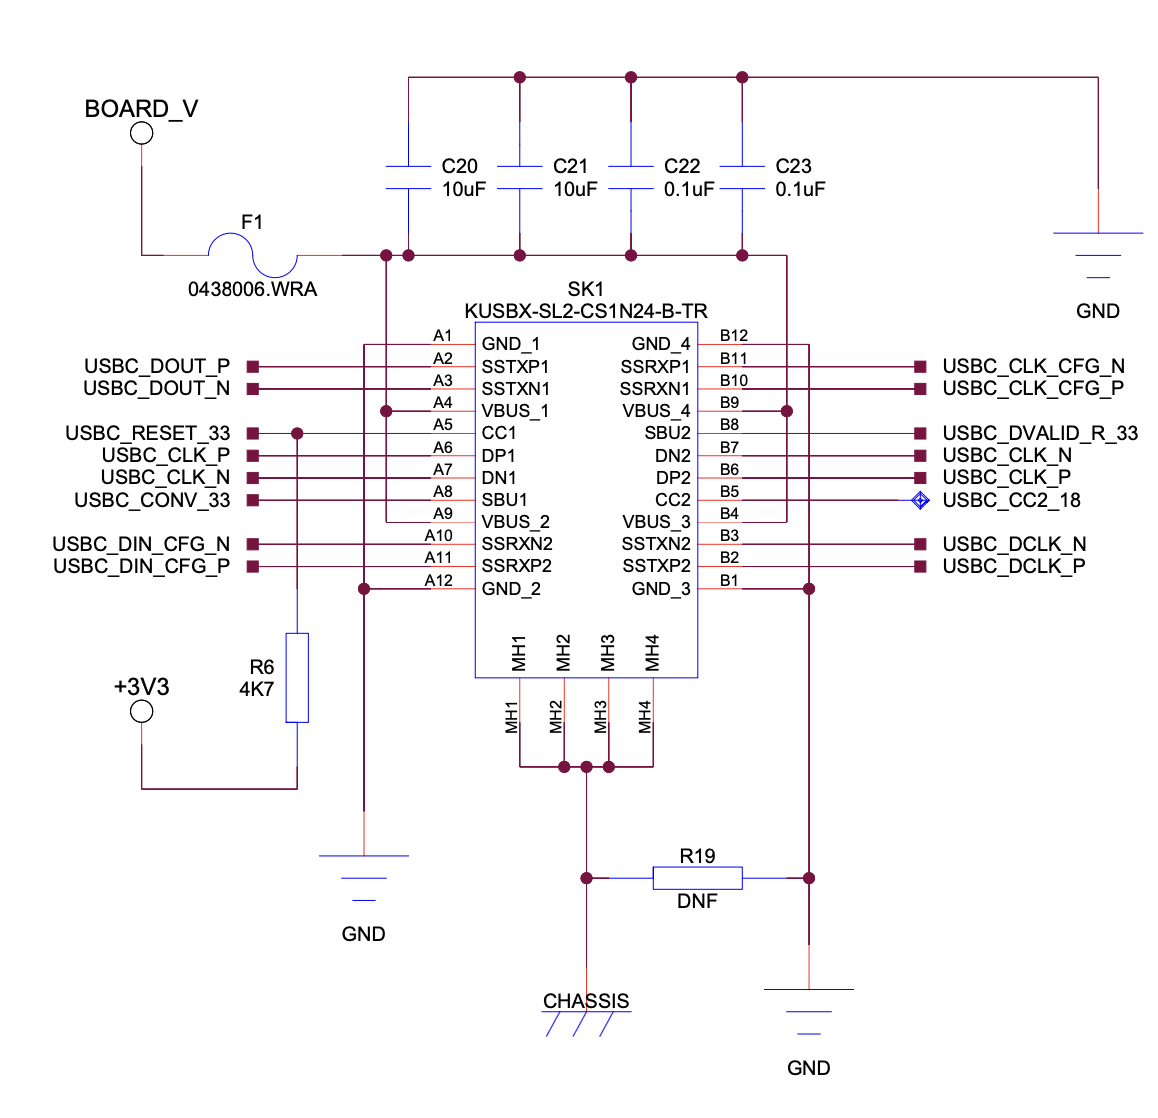 BOARD_V
C20
10uF
C21
10uF
C22
0.1uF
C23
0.1uF
F1
0438006.WRA
GND
SK1
KUSBX-SL2-CS1N24-B-TR
A1 GND_1 GND_4 B12
USBC_DOUT_P A2 SSTXP1 SSRXP1 B11 USBC_CLK_CFG_N
USBC_DOUT_N A3 SSTXN1 SSRXN1 B10 USBC_CLK_CFG_P
A4 VBUS_1 VBUS_4 B9
USBC_RESET_33 A5 CC1 SBU2 B8 USBC_DVALID_R_33
USBC_CLK_P A6 DP1 DN2 B7 USBC_CLK_N
USBC_CLK_N A7 DN1 DP2 B6 USBC_CLK_P
USBC_CONV_33 A8 SBU1 CC2 B5 USBC_CC2_18
A9 VBUS_2 VBUS_3 B4
USBC_DIN_CFG_N A10 SSRXN2 SSTXN2 B3 USBC_DCLK_N
USBC_DIN_CFG_P A11 SSRXP2 SSTXP2 B2 USBC_DCLK_P
A12 GND_2 GND_3 B1
MH1 MH2 MH3 MH4
MH1 MH2 MH3 MH4
R6
4K7
+3V3
R19
DNF
GND
CHASSIS
GND